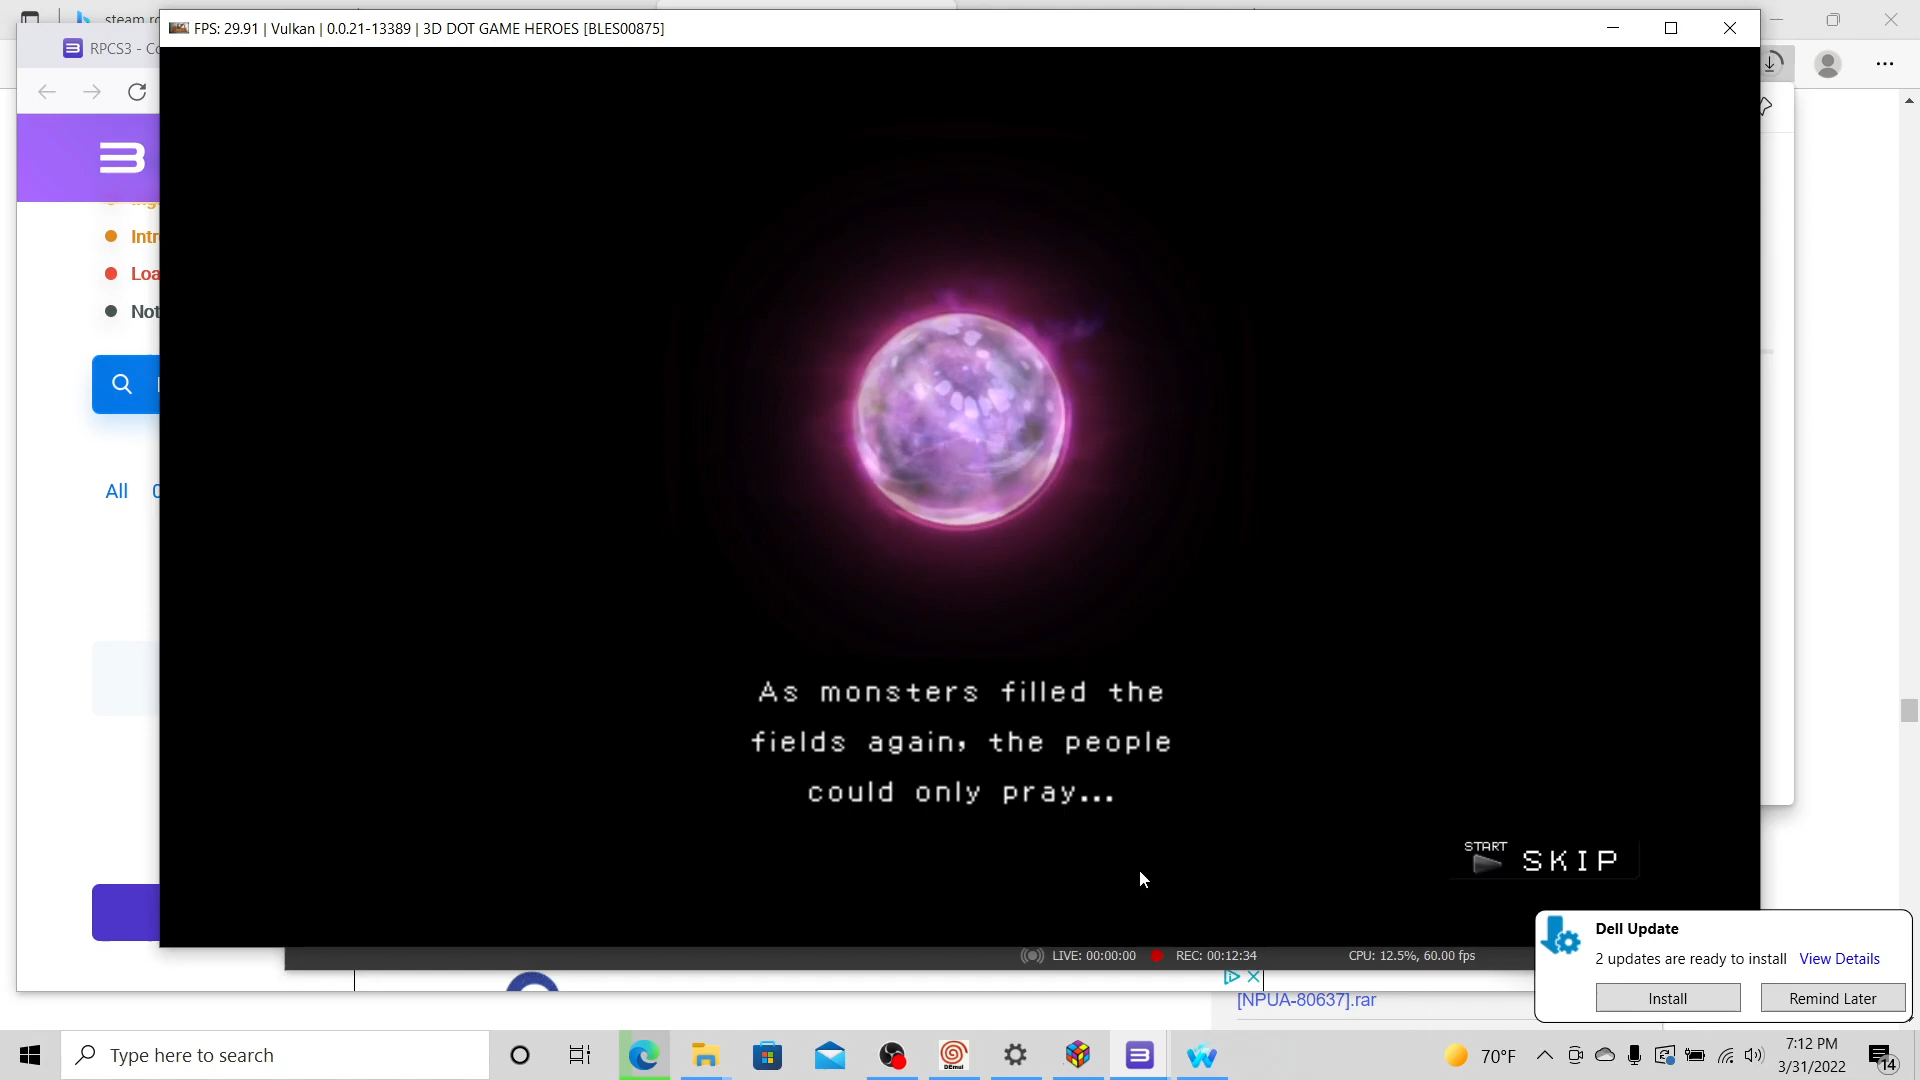 steam
FPS: 29.91 | Vulkan | 0.0.21-13389 | 3D DOT GAME HEROES [BLES00875]
RPCS3 - Co
Intr
Loa
Not
All
As monsters filled the
fields again, the people
could only pray...
START SKIP
LIVE: 00:00:00 REC: 00:12:34 CPU: 12.5%, 60.00 fps
[NPUA-80637].rar
Dell Update
2 updates are ready to install View Details
Install Remind Later
Type here to search
DEmul
70°F
7:12 PM
3/31/2022
14